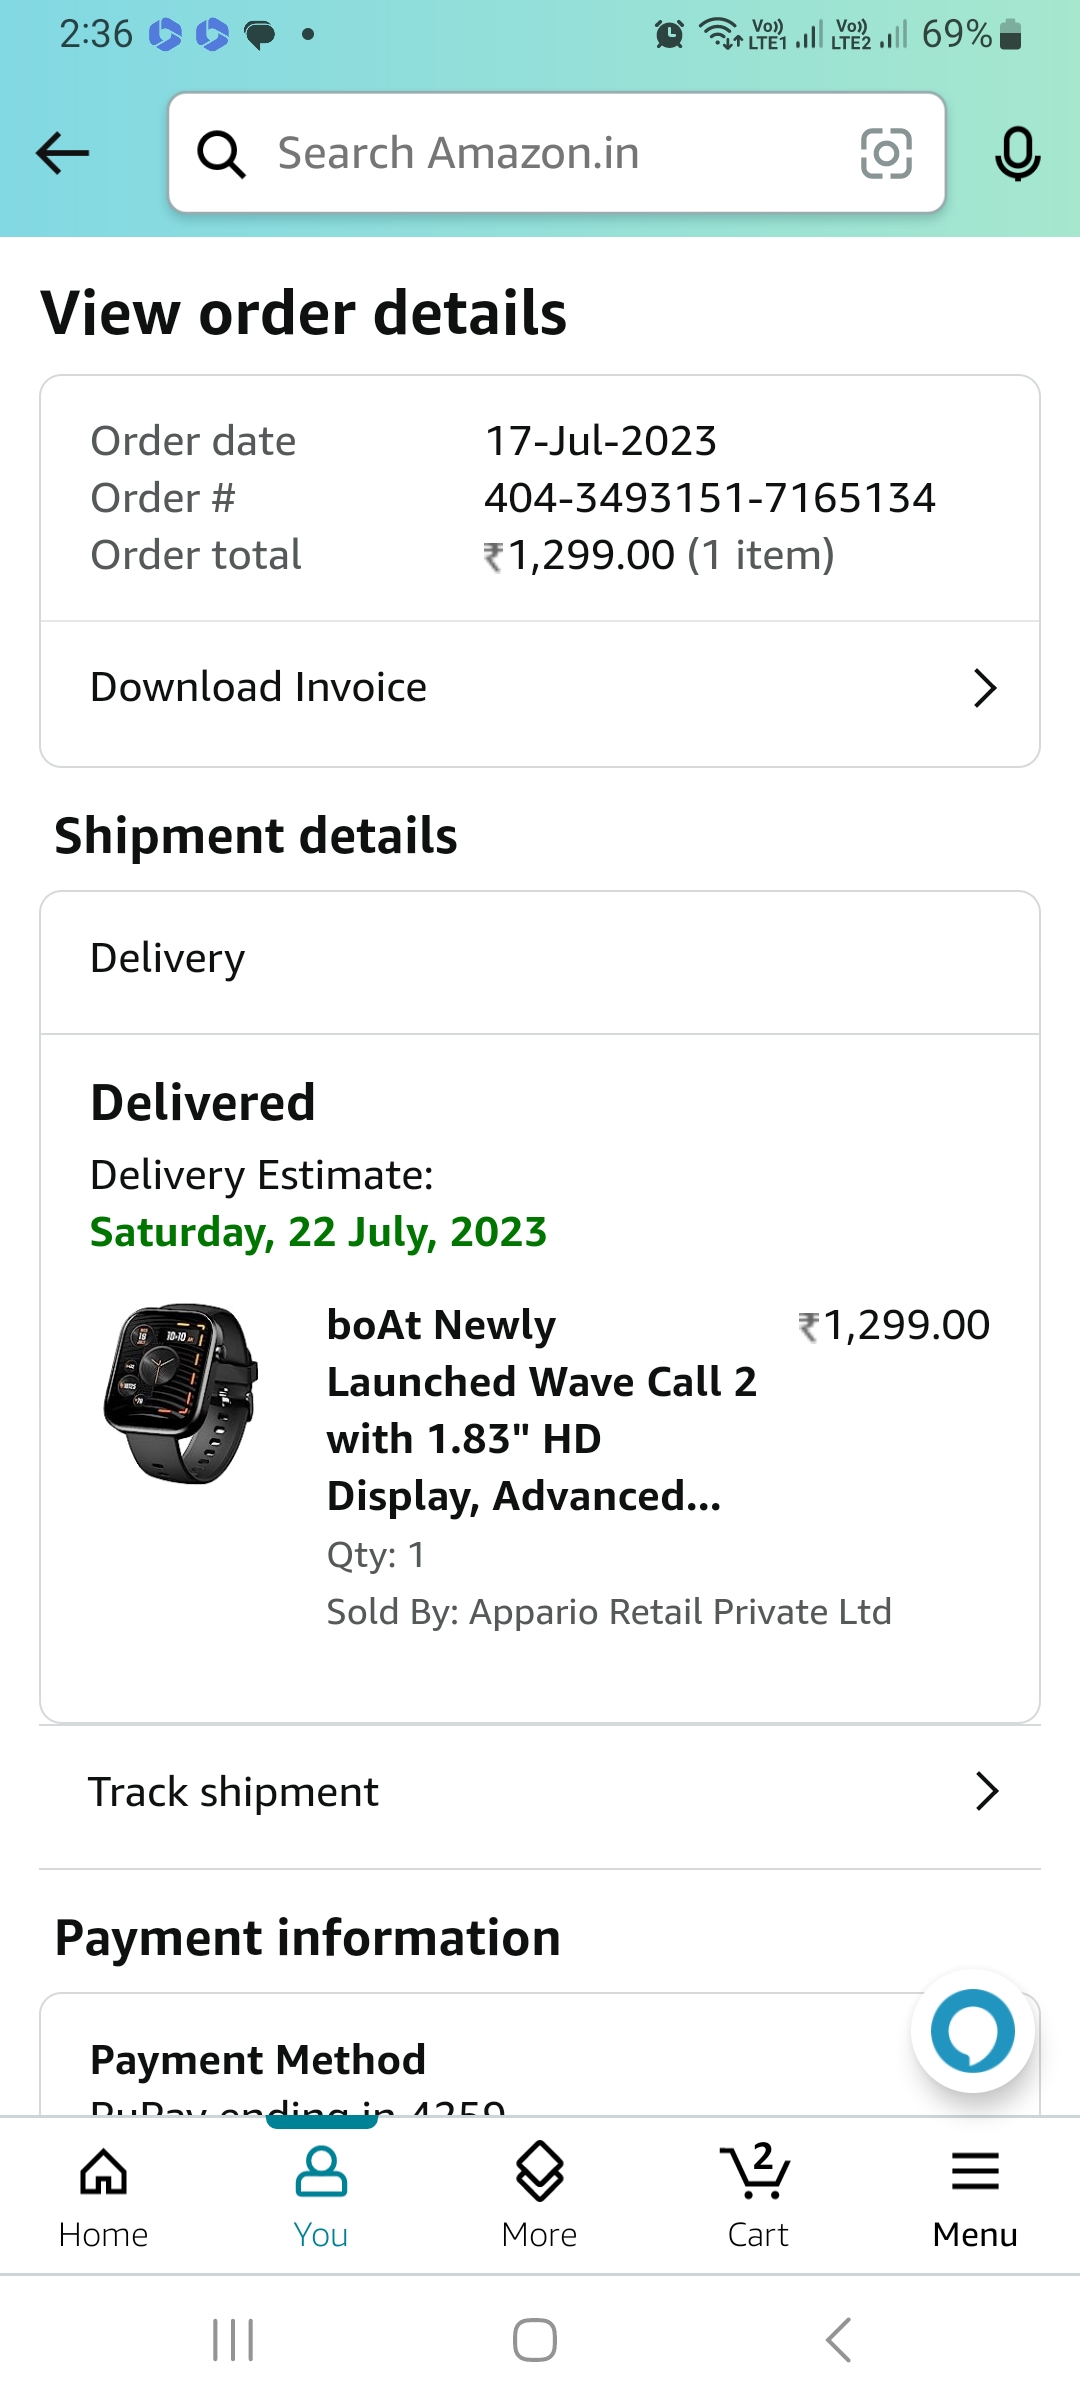 2:36
Vo)) LTE1 Vo)) LTE2 69%
Search Amazon.in
View order details
Order date 17-Jul-2023
Order # 404-3493151-7165134
Order total ₹1,299.00 (1 item)
Download Invoice
Shipment details
Delivery
Delivered
Delivery Estimate:
Saturday, 22 July, 2023
boAt Newly ₹1,299.00
Launched Wave Call 2
with 1.83" HD
Display, Advanced...
Qty: 1
Sold By: Appario Retail Private Ltd
Track shipment
Payment information
Payment Method
RuPay ending in 4259
2
Home You More Cart Menu